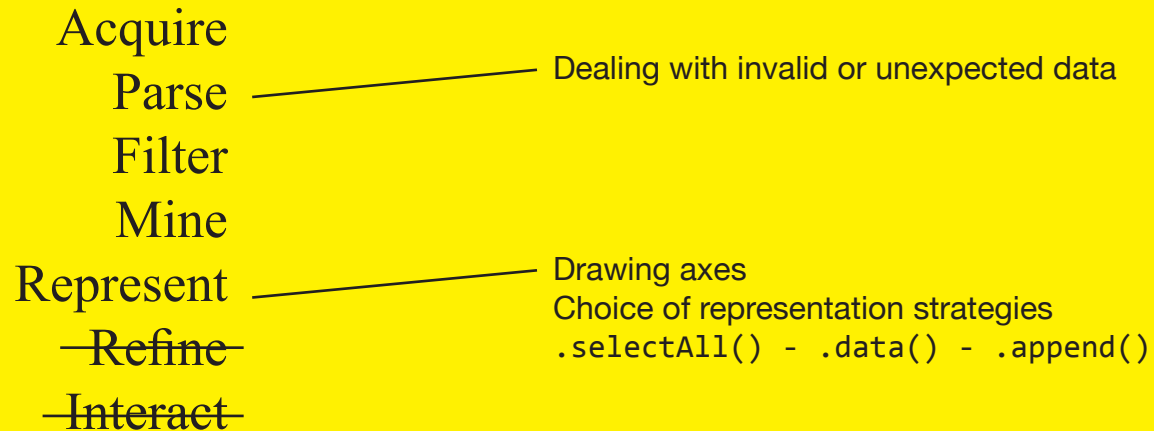 Acquire
Parse
Dealing with invalid or unexpected data
Filter
Mine
Represent
Drawing axes
Choice of representation strategies
.selectAll() - .data() - .append()
Refine
Interact